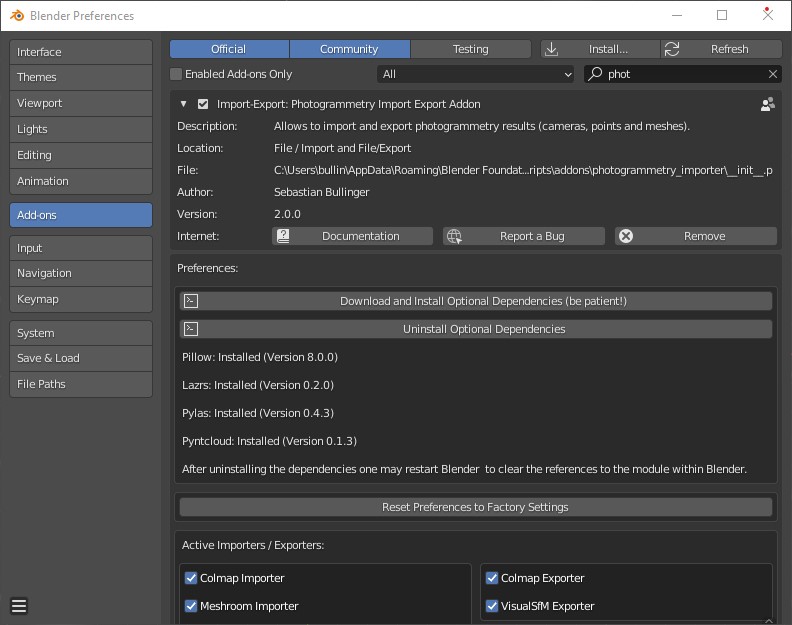 Blender Preferences
Interface
Themes
Viewport
Lights
Editing
Animation
Add-ons
Input
Navigation
Keymap
System
Save & Load
File Paths
Official Community Testing Install... Refresh
Enabled Add-ons Only All phot
Import-Export: Photogrammetry Import Export Addon
Description: Allows to import and export photogrammetry results (cameras, points and meshes).
Location: File / Import and File/Export
File: C:\Users\bullin\AppData\Roaming\Blender Foundat...ripts\addons\photogrammetry_importer\__init__.p
Author: Sebastian Bullinger
Version: 2.0.0
Internet: Documentation Report a Bug Remove
Preferences:
Download and Install Optional Dependencies (be patient!)
Uninstall Optional Dependencies
Pillow: Installed (Version 8.0.0)
Lazrs: Installed (Version 0.2.0)
Pylas: Installed (Version 0.4.3)
Pyntcloud: Installed (Version 0.1.3)
After uninstalling the dependencies one may restart Blender  to clear the references to the module within Blender.
Reset Preferences to Factory Settings
Active Importers / Exporters:
Colmap Importer Colmap Exporter
Meshroom Importer VisualSfM Exporter